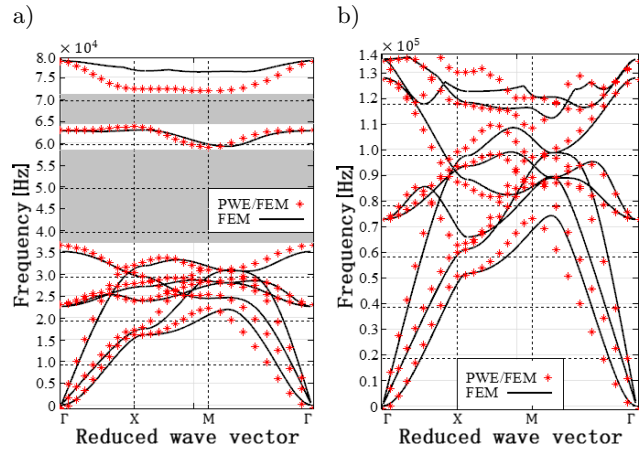 a)
b)
× 10⁴
8.0
7.5
7.0
6.5
6.0
5.5
5.0
4.5
4.0
3.5
3.0
2.5
2.0
1.5
1.0
0.5
0
Frequency [Hz]
PWE/FEM
FEM
Γ X M Γ
Reduced wave vector
× 10⁵
1.4
1.3
1.2
1.1
1.0
0.9
0.8
0.7
0.6
0.5
0.4
0.3
0.2
0.1
0
Frequency [Hz]
PWE/FEM
FEM
Γ X M Γ
Reduced wave vector